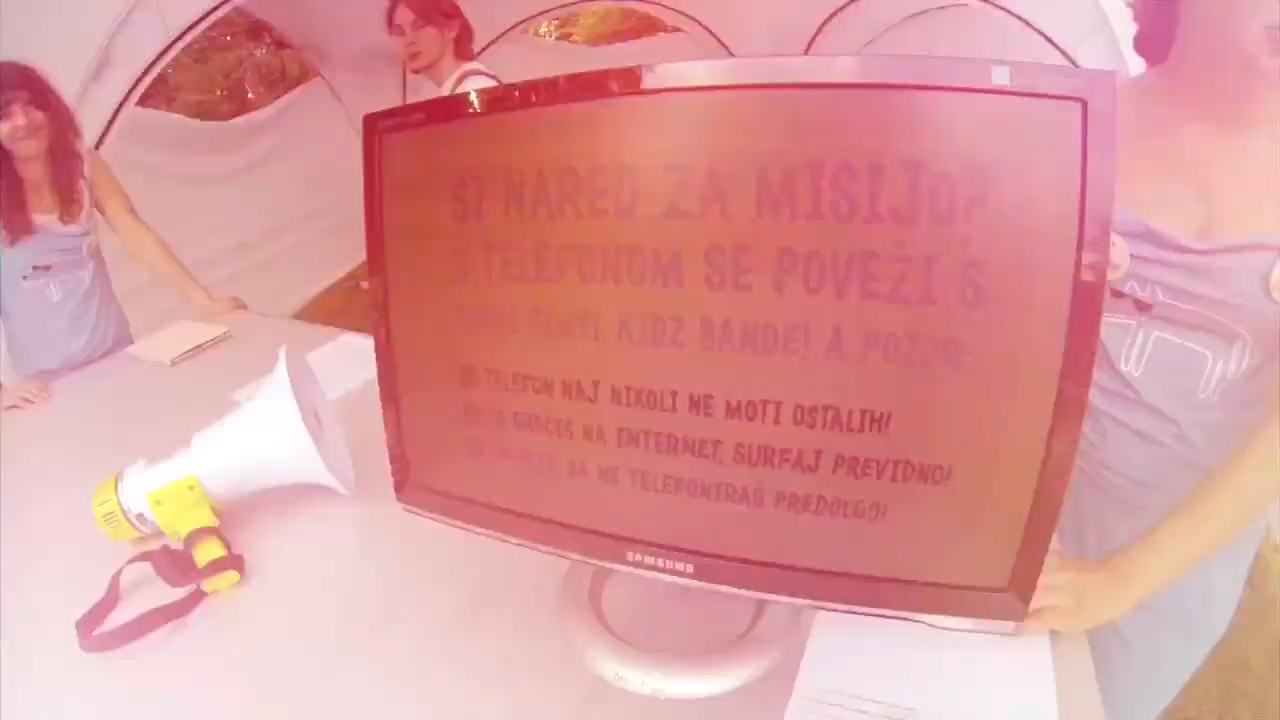 SI NARED ZA MISIJO?
S TELEFONOM SE POVEŽI S
KIDZ BANDE! A POZOR:
TELEFON NAJ NIKOLI NE MOTI OSTALIH!
NA INTERNET, SURFAJ PREVIDNO!
DA NE TELEFONIRAŠ PREDOLGO!
SAMSUNG